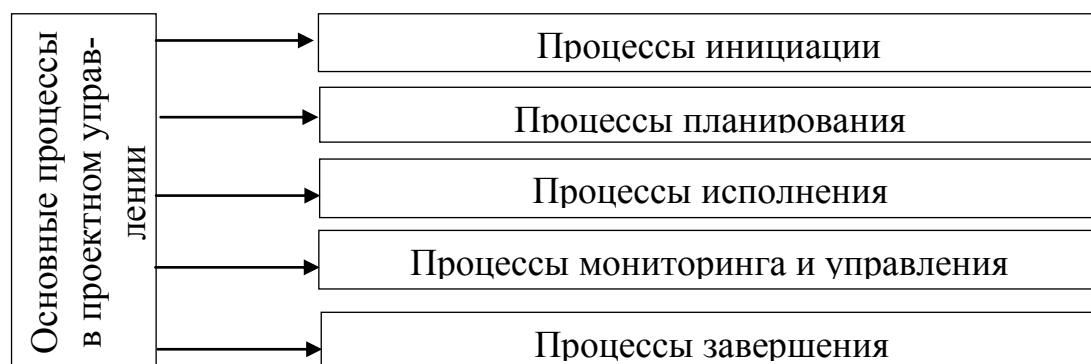 Основные процессы
в проектном управ-
лении
Процессы инициации
Процессы планирования
Процессы исполнения
Процессы мониторинга и управления
Процессы завершения